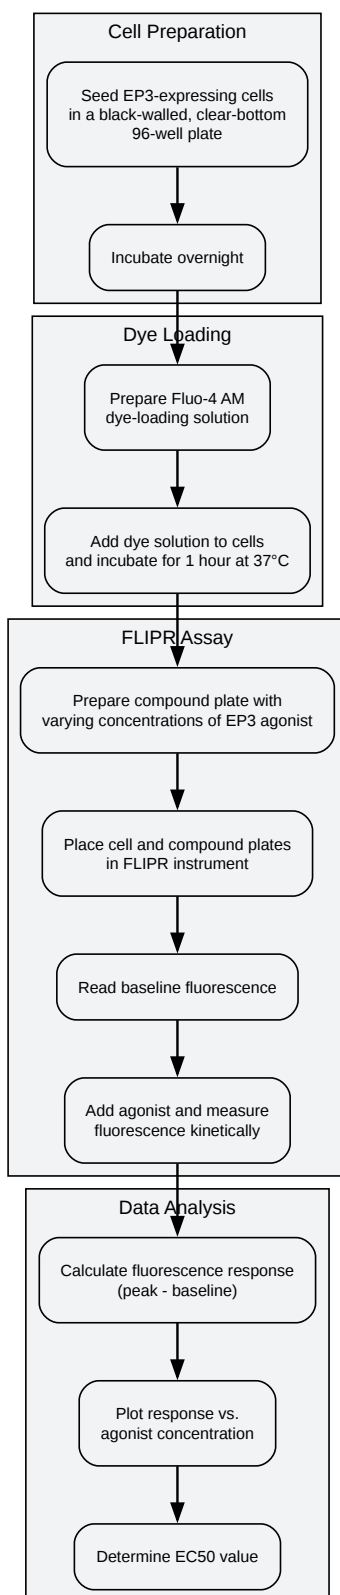 Cell Preparation
Seed EP3-expressing cells
in a black-walled, clear-bottom
96-well plate
Incubate overnight
Dye Loading
Prepare Fluo-4 AM
dye-loading solution
Add dye solution to cells
and incubate for 1 hour at 37°C
FLIPR Assay
Prepare compound plate with
varying concentrations of EP3 agonist
Place cell and compound plates
in FLIPR instrument
Read baseline fluorescence
Add agonist and measure
fluorescence kinetically
Data Analysis
Calculate fluorescence response
(peak - baseline)
Plot response vs.
agonist concentration
Determine EC50 value